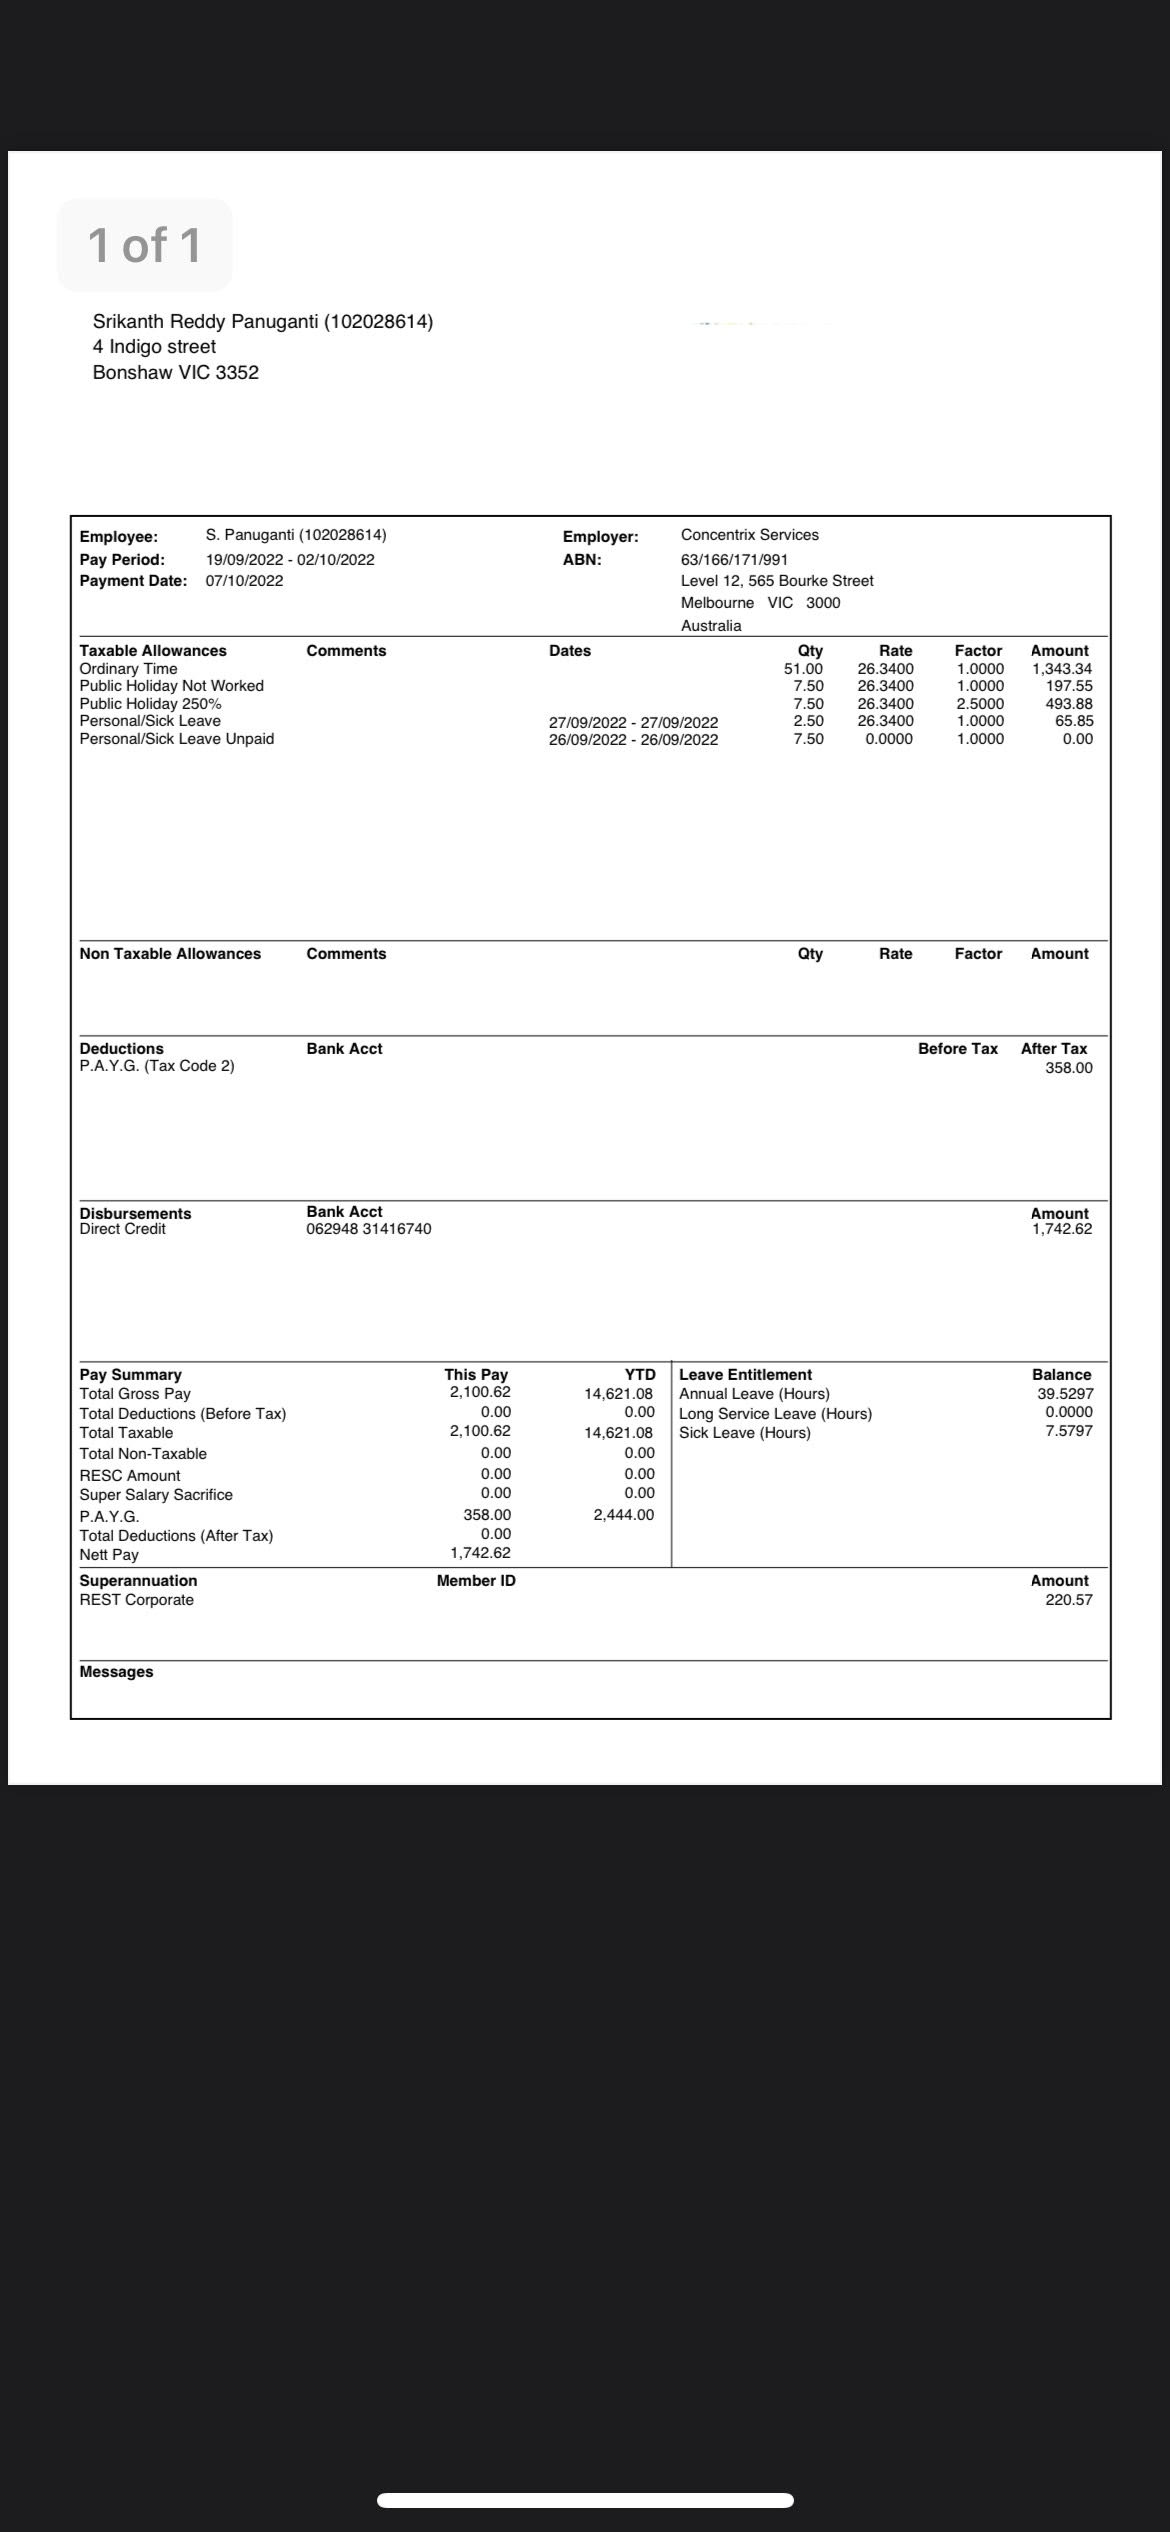 1 of 1
Srikanth Reddy Panuganti (102028614)
4 Indigo street
Bonshaw VIC 3352
Employee: S. Panuganti (102028614) Employer: Concentrix Services
Pay Period: 19/09/2022 - 02/10/2022 ABN: 63/166/171/991
Payment Date: 07/10/2022 Level 12, 565 Bourke Street
Melbourne VIC 3000
Australia
Taxable Allowances Comments Dates Qty Rate Factor Amount
Ordinary Time 51.00 26.3400 1.0000 1,343.34
Public Holiday Not Worked 7.50 26.3400 1.0000 197.55
Public Holiday 250% 7.50 26.3400 2.5000 493.88
Personal/Sick Leave 27/09/2022 - 27/09/2022 2.50 26.3400 1.0000 65.85
Personal/Sick Leave Unpaid 26/09/2022 - 26/09/2022 7.50 0.0000 1.0000 0.00
Non Taxable Allowances Comments Qty Rate Factor Amount
Deductions Bank Acct Before Tax After Tax
P.A.Y.G. (Tax Code 2) 358.00
Disbursements Bank Acct Amount
Direct Credit 062948 31416740 1,742.62
Pay Summary This Pay YTD Leave Entitlement Balance
Total Gross Pay 2,100.62 14,621.08 Annual Leave (Hours) 39.5297
Total Deductions (Before Tax) 0.00 0.00 Long Service Leave (Hours) 0.0000
Total Taxable 2,100.62 14,621.08 Sick Leave (Hours) 7.5797
Total Non-Taxable 0.00 0.00
RESC Amount 0.00 0.00
Super Salary Sacrifice 0.00 0.00
P.A.Y.G. 358.00 2,444.00
Total Deductions (After Tax) 0.00
Nett Pay 1,742.62
Superannuation Member ID Amount
REST Corporate 220.57
Messages